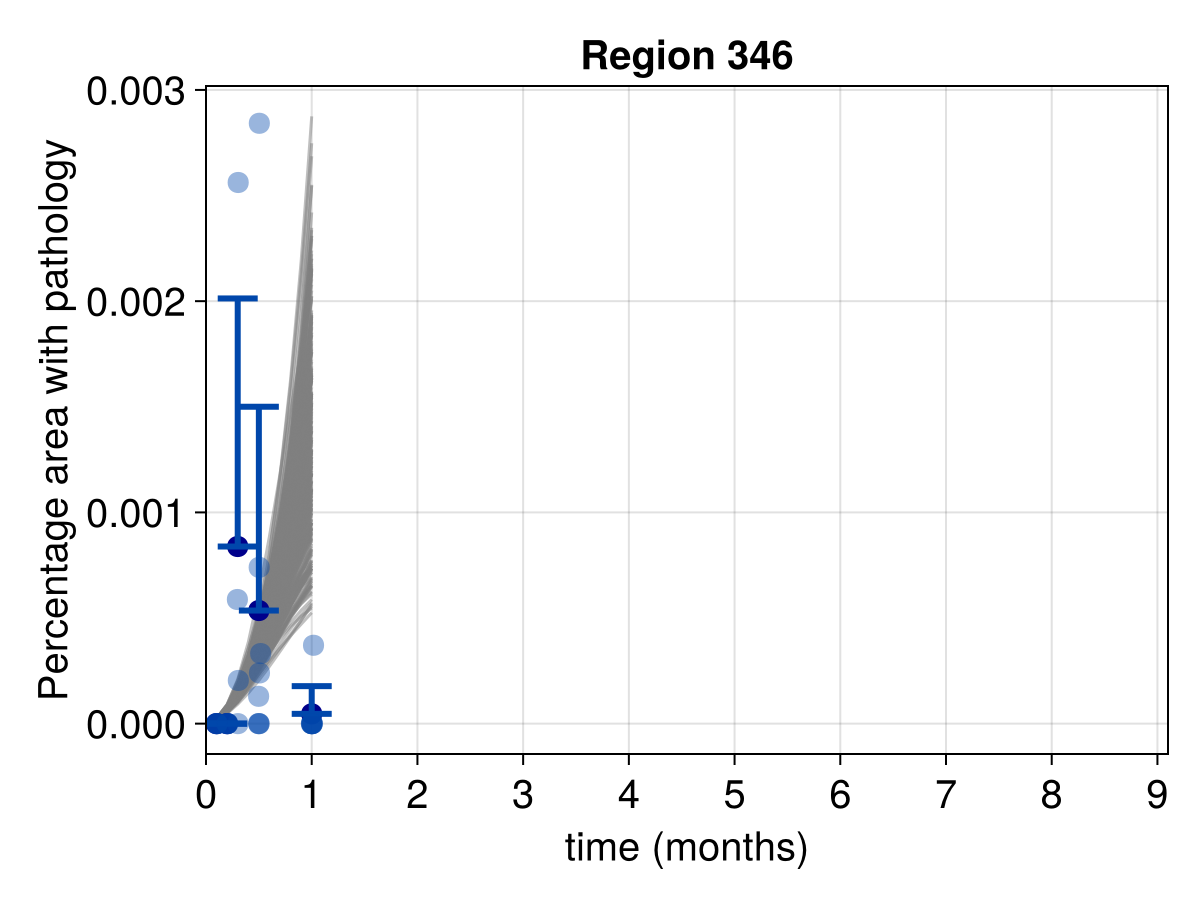 Region 346
Percentage area with pathology
0.003
0.002
0.001
0.000
0 1 2 3 4 5 6 7 8 9
time (months)